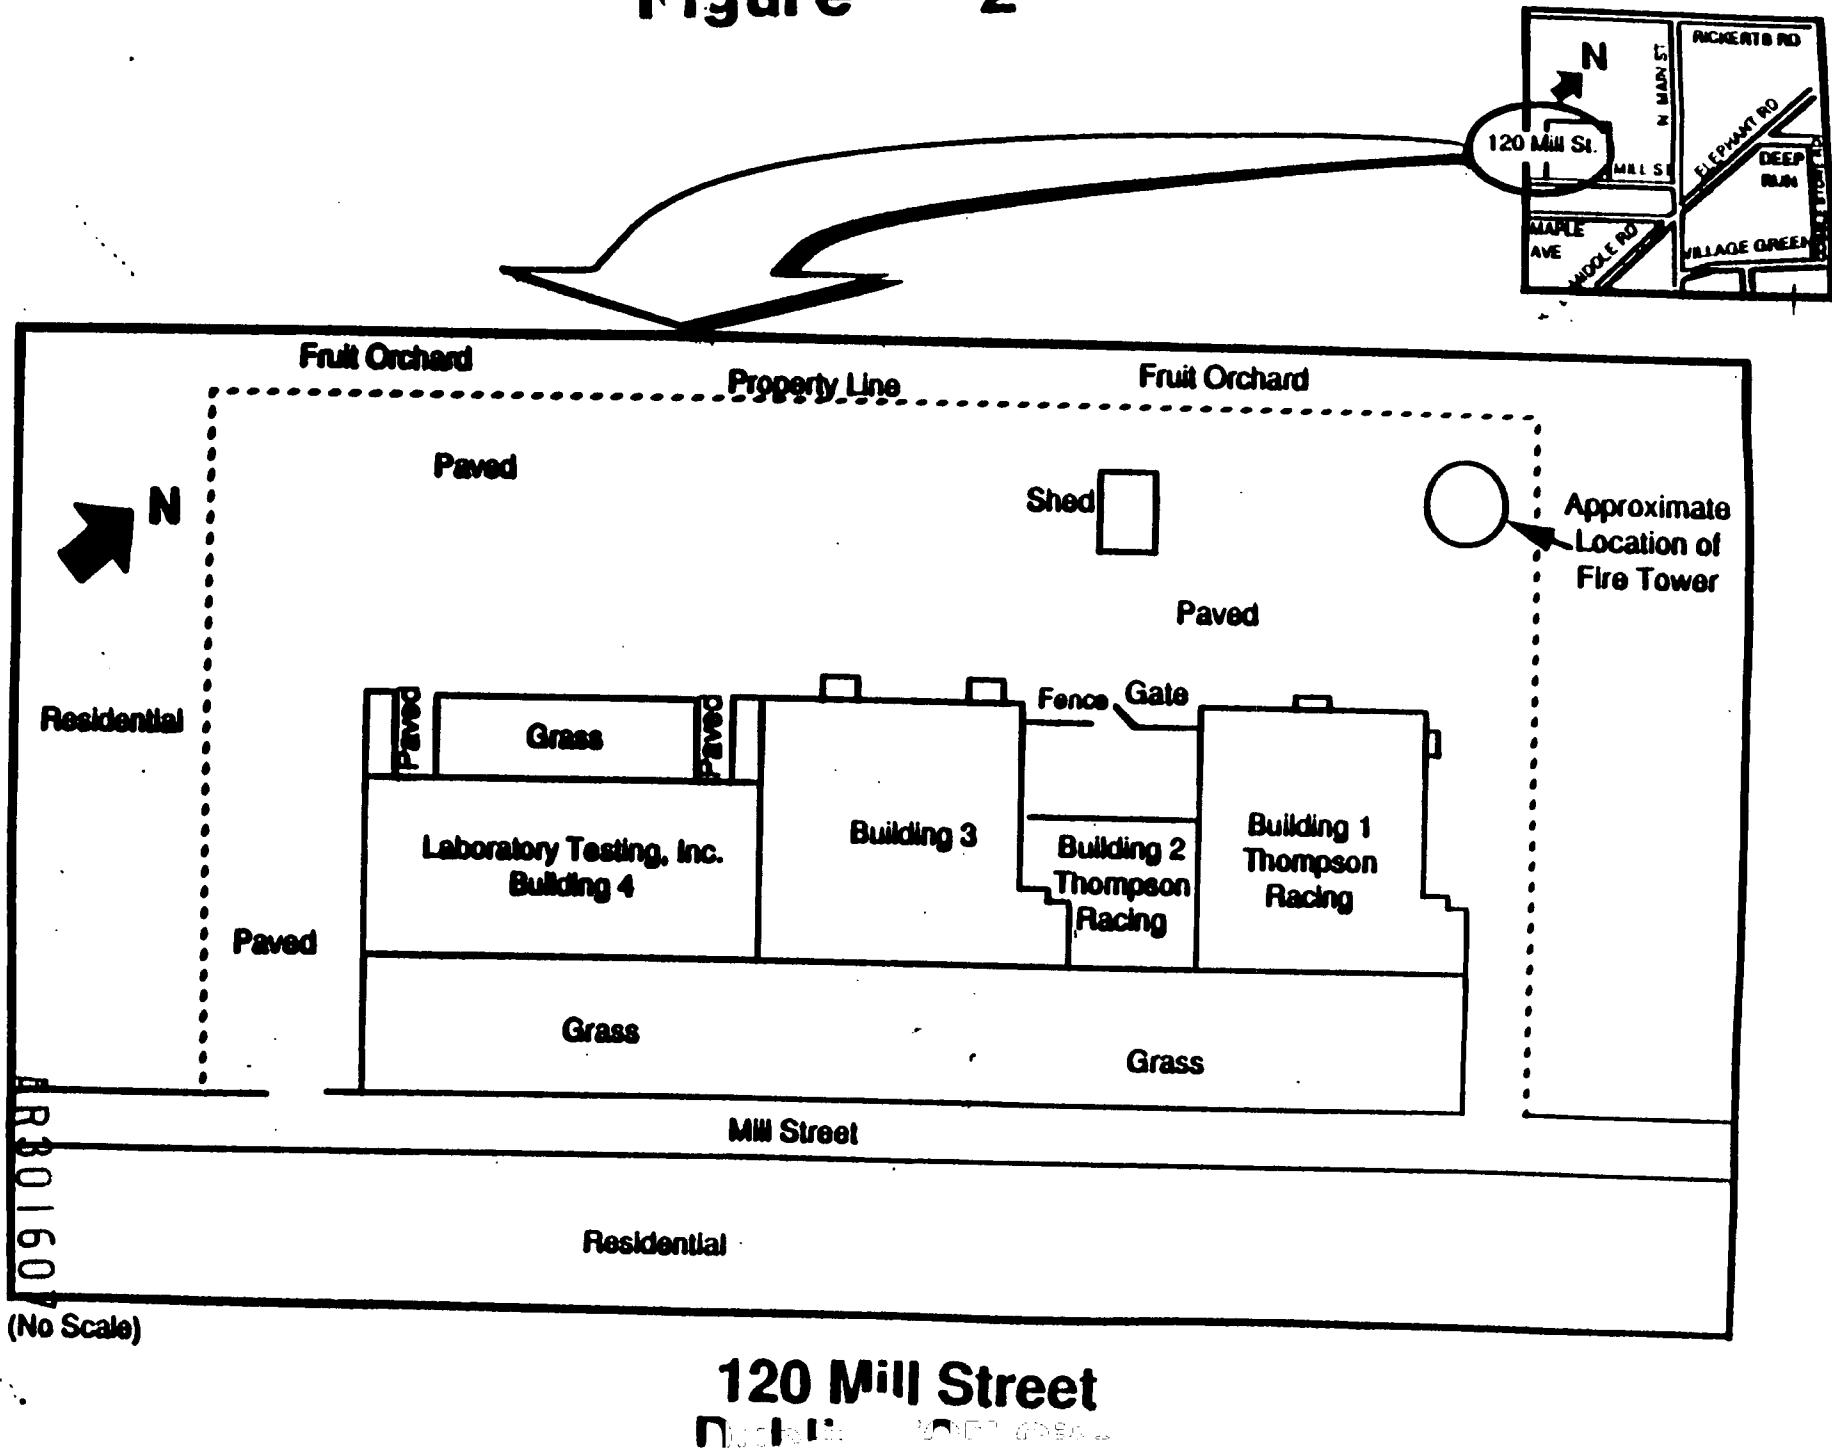 Figure 2
RICKERTS RD
N MAIN ST
N
ELEPHANT RD
120 Mill St.
MILL ST
DEEP
RUN
MAPLE
AVE
MIDDLE RD
VILLAGE GREEN
Fruit Orchard
Property Line
Fruit Orchard
Paved
N
Shed
Approximate
Location of
Fire Tower
Paved
Residential
Paved
Grass
Paved
Fence
Gate
Laboratory Testing, Inc.
Building 4
Building 3
Building 2
Thompson
Racing
Building 1
Thompson
Racing
Paved
Grass
Grass
Mill Street
Residential
AR301607
(No Scale)
120 Mill Street